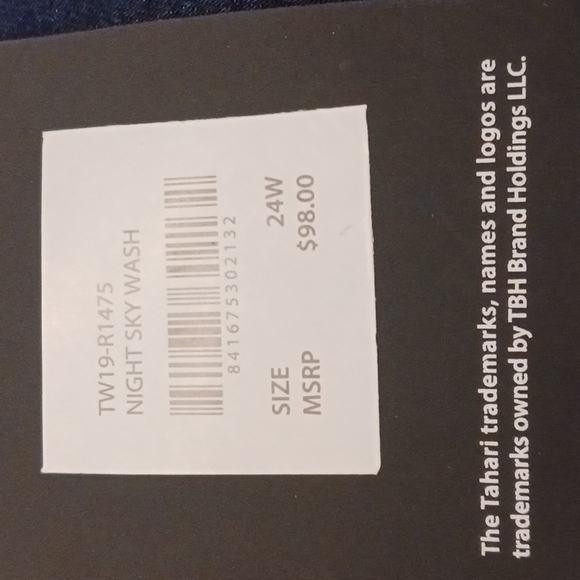 TW19-R1475
NIGHT SKY WASH
841675302132
SIZE 24W
MSRP $98.00
The Tahari trademarks, names and logos are
trademarks owned by TBH Brand Holdings LLC.